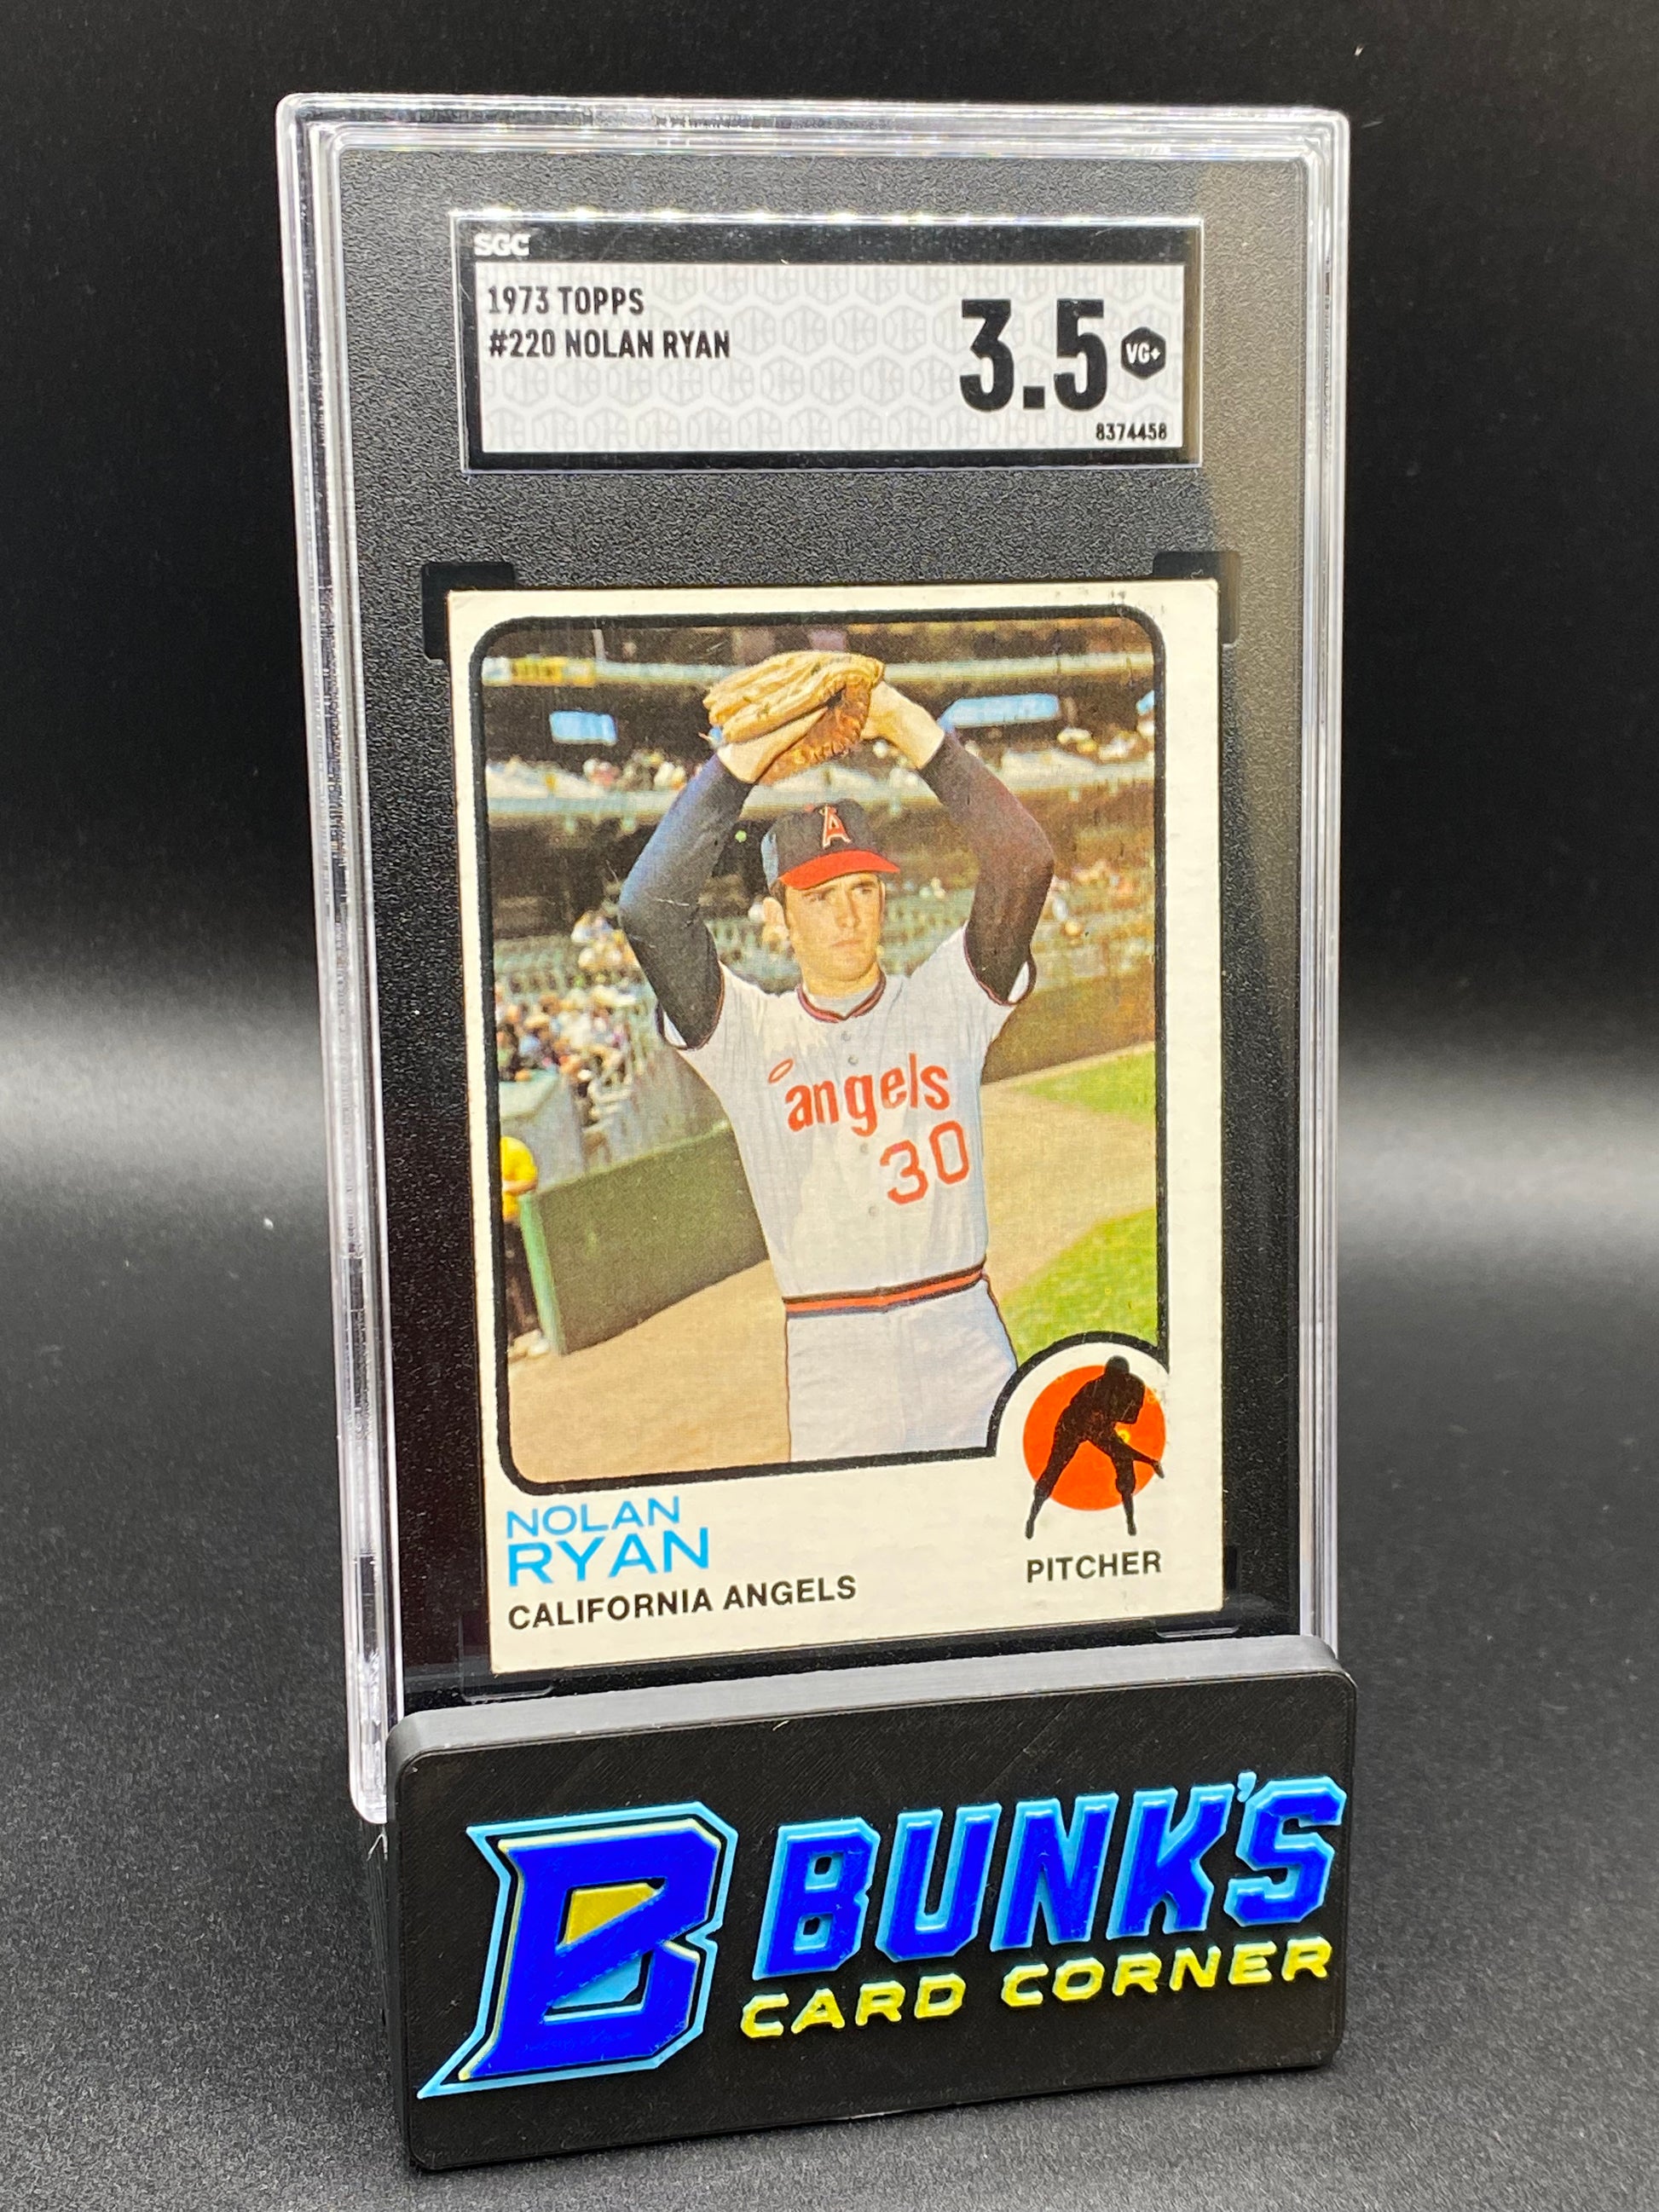 SGC
1973 TOPPS
#220 NOLAN RYAN
3.5 VG+
8374458
A
angels
30
NOLAN
RYAN
CALIFORNIA ANGELS
PITCHER
B BUNK'S
CARD CORNER